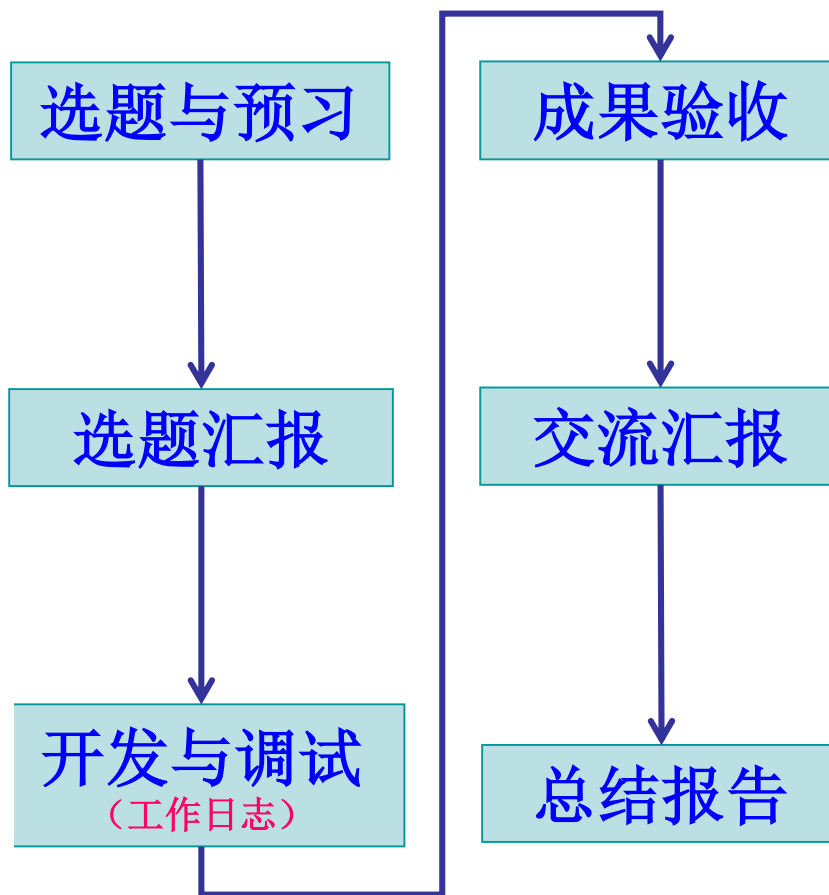 选题与预习
选题汇报
开发与调试
（工作日志）
成果验收
交流汇报
总结报告